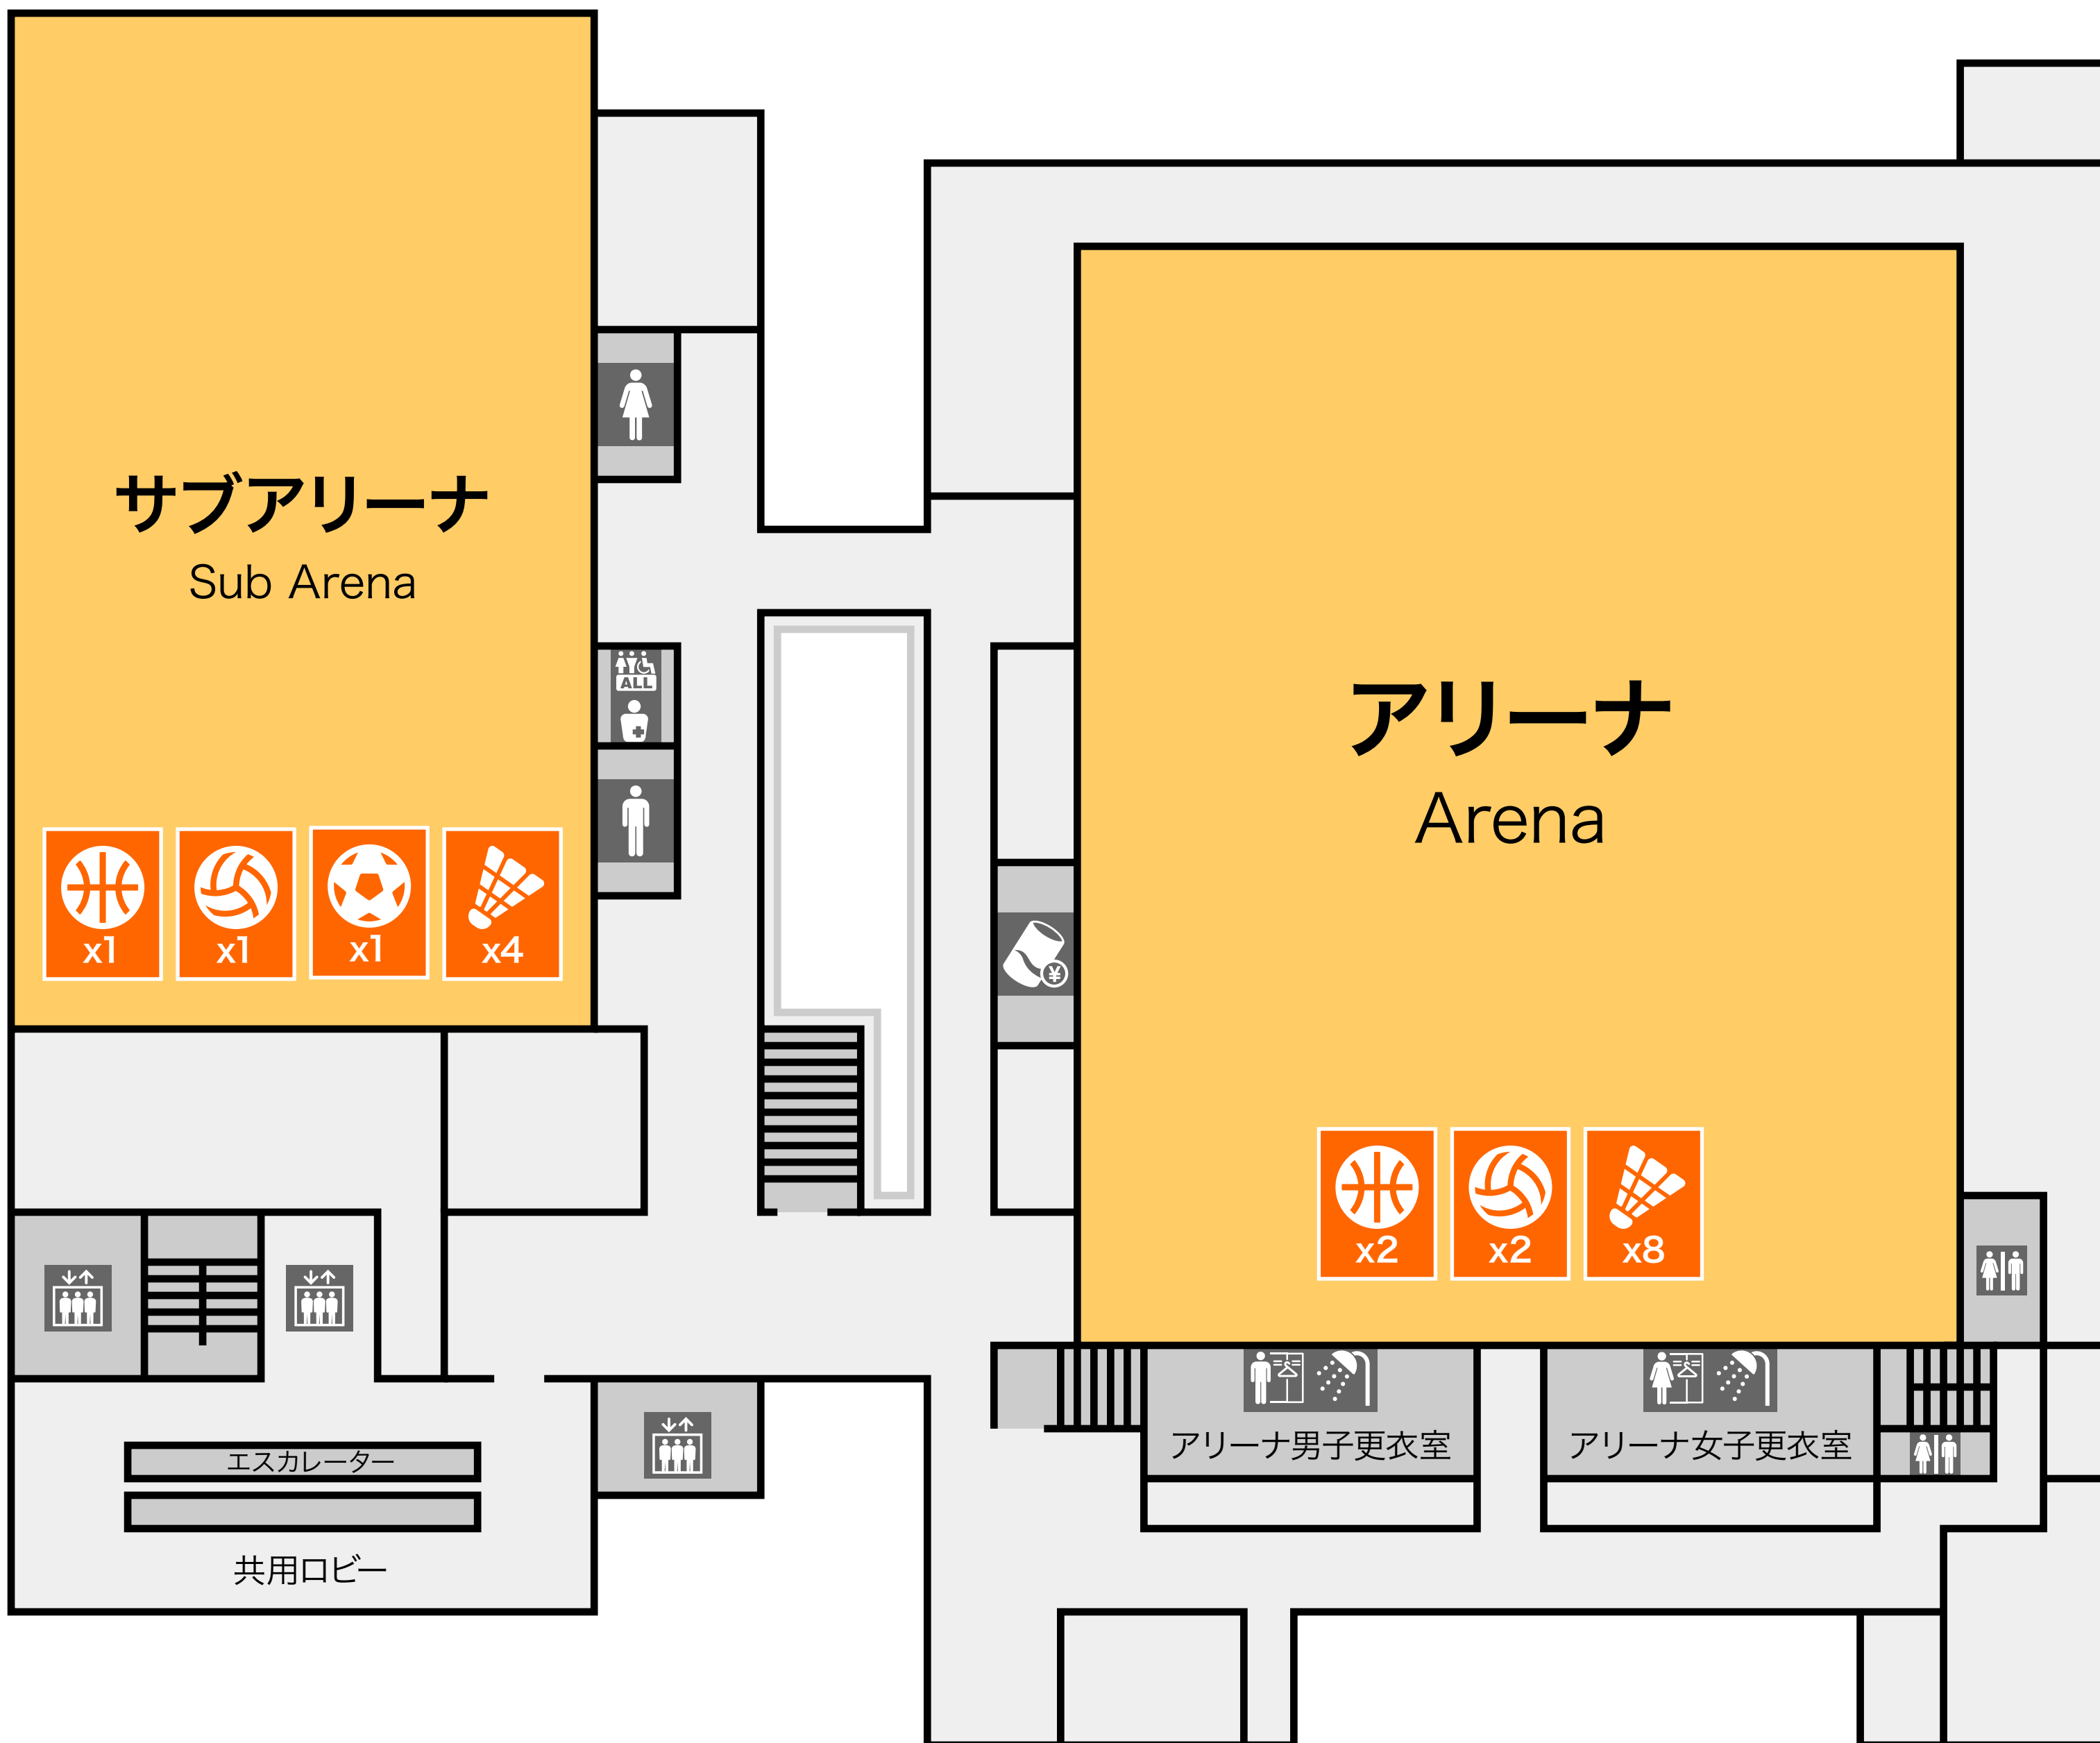 サブアリーナ
Sub Arena
ALL
x1
x1
x1
x4
アリーナ
Arena
¥
x2
x2
x8
エスカレーター
共用ロビー
アリーナ男子更衣室
アリーナ女子更衣室